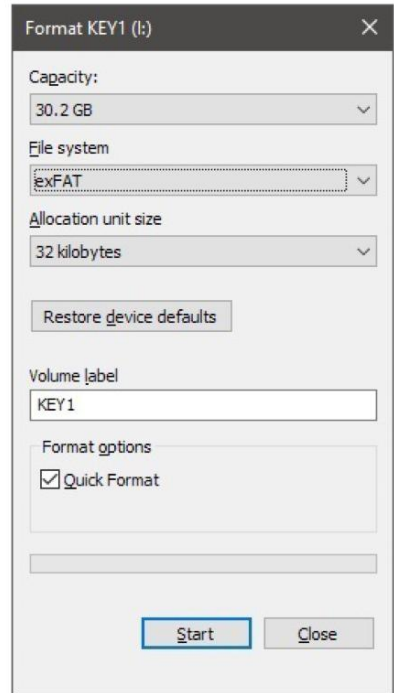 Format KEY1 (I:)
Capacity:
30.2 GB
File system
exFAT
Allocation unit size
32 kilobytes
Restore device defaults
Volume label
KEY1
Format options
Quick Format
Start
Close